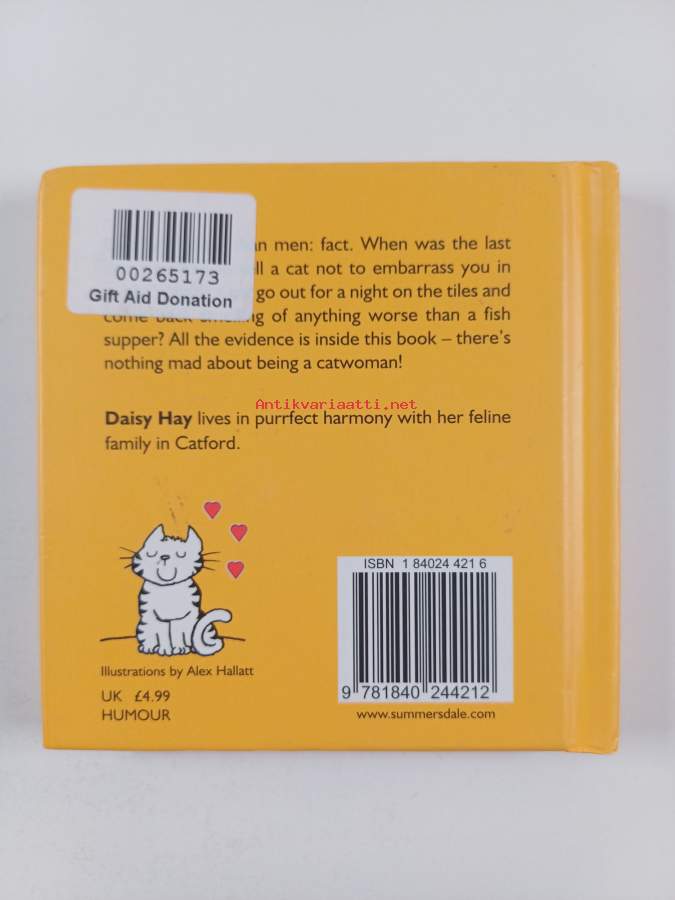 00265173
Gift Aid Donation
men: fact. When was the last
a cat not to embarrass you in
go out for a night on the tiles and
come back smelling of anything worse than a fish
supper? All the evidence is inside this book – there's
nothing mad about being a catwoman!
Antikvariaatti.net
Daisy Hay lives in purrfect harmony with her feline
family in Catford.
Illustrations by Alex Hallatt
UK £4.99
HUMOUR
ISBN 1 84024 421 6
9 781840 244212
www.summersdale.com